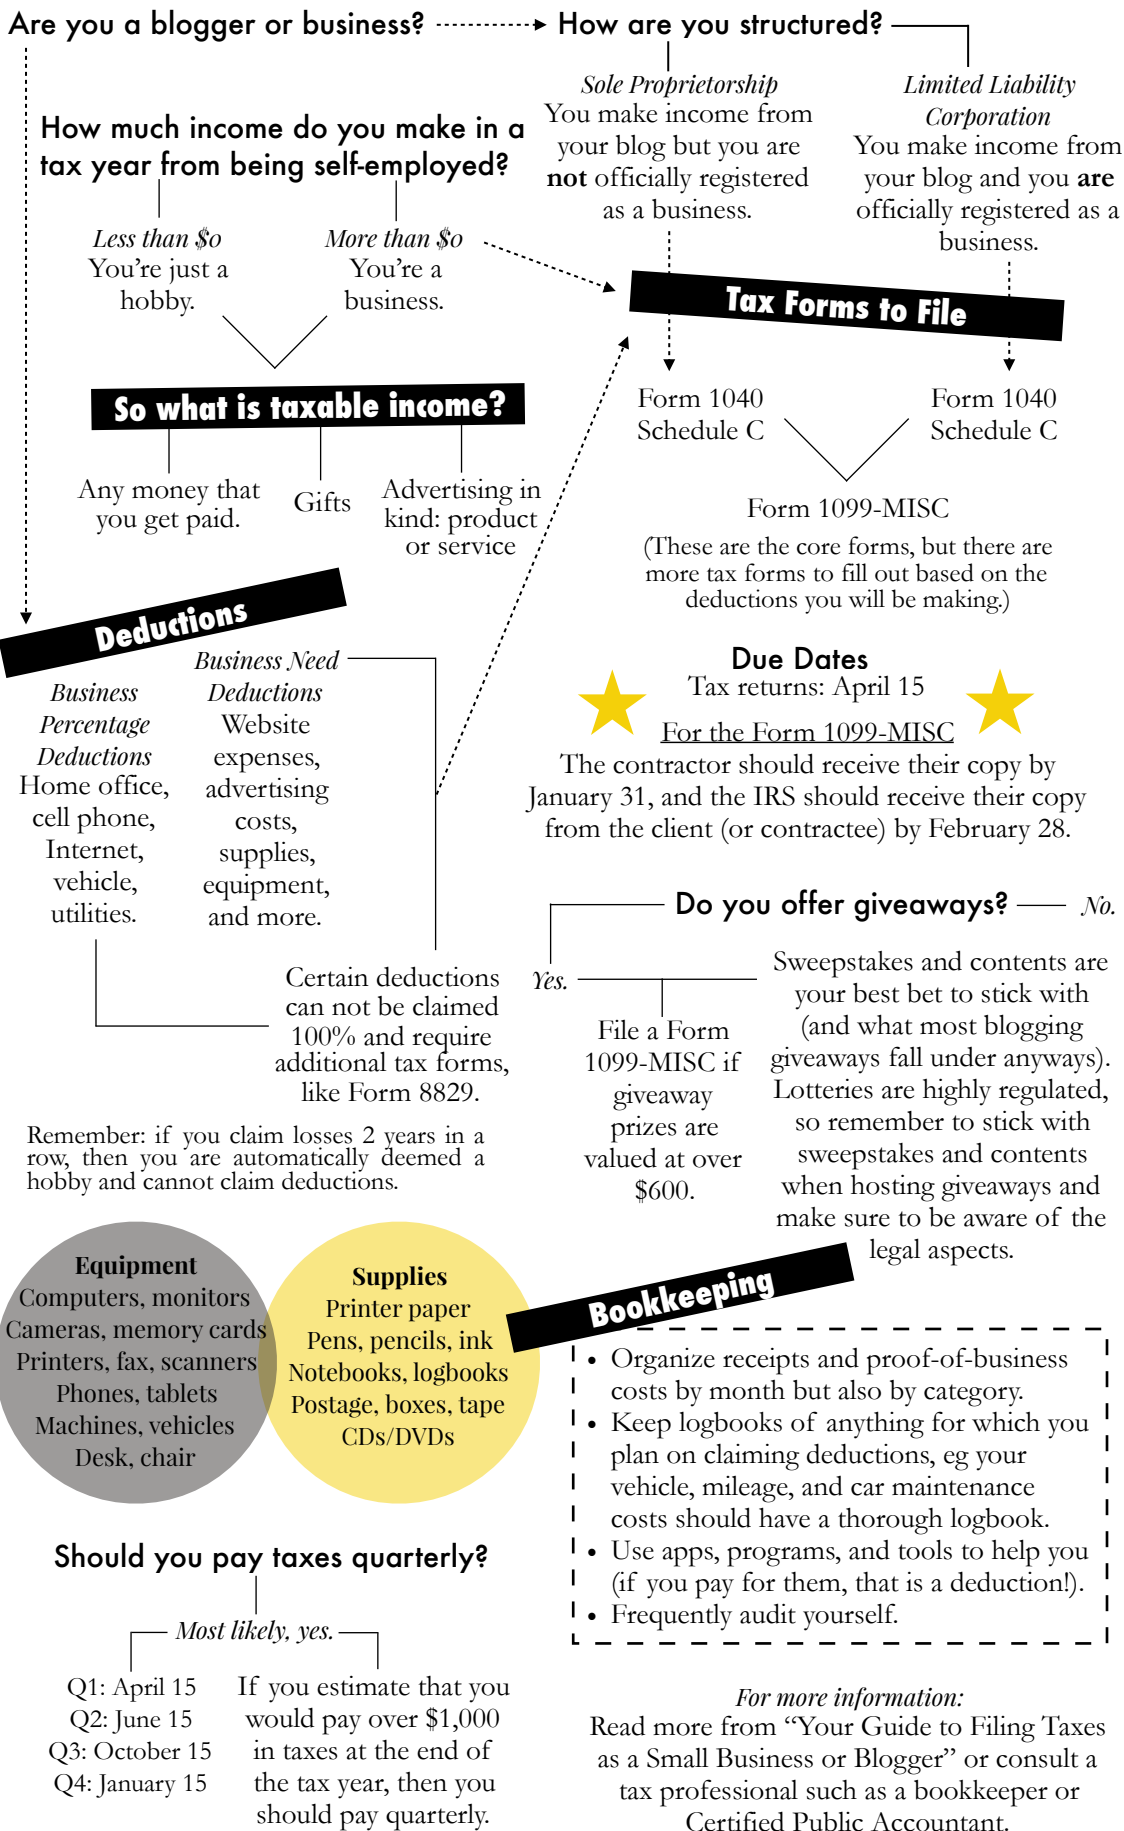 Are you a blogger or business?
How are you structured?
Sole Proprietorship
You make income from
your blog but you are
not officially registered
as a business.
Limited Liability
Corporation
You make income from
your blog and you are
officially registered as a
business.
How much income do you make in a
tax year from being self-employed?
Less than $0
You're just a
hobby.
More than $0
You're a
business.
Tax Forms to File
Form 1040
Schedule C
Form 1040
Schedule C
Form 1099-MISC
(These are the core forms, but there are
more tax forms to fill out based on the
deductions you will be making.)
So what is taxable income?
Any money that
you get paid.
Gifts
Advertising in
kind: product
or service
Deductions
Business
Percentage
Deductions
Home office,
cell phone,
Internet,
vehicle,
utilities.
Business Need
Deductions
Website
expenses,
advertising
costs,
supplies,
equipment,
and more.
Certain deductions
can not be claimed
100% and require
additional tax forms,
like Form 8829.
Remember: if you claim losses 2 years in a
row, then you are automatically deemed a
hobby and cannot claim deductions.
Due Dates
Tax returns: April 15
For the Form 1099-MISC
The contractor should receive their copy by
January 31, and the IRS should receive their copy
from the client (or contractee) by February 28.
Do you offer giveaways?
No.
Yes.
File a Form
1099-MISC if
giveaway
prizes are
valued at over
$600.
Sweepstakes and contents are
your best bet to stick with
(and what most blogging
giveaways fall under anyways).
Lotteries are highly regulated,
so remember to stick with
sweepstakes and contents
when hosting giveaways and
make sure to be aware of the
legal aspects.
Equipment
Computers, monitors
Cameras, memory cards
Printers, fax, scanners
Phones, tablets
Machines, vehicles
Desk, chair
Supplies
Printer paper
Pens, pencils, ink
Notebooks, logbooks
Postage, boxes, tape
CDs/DVDs
Bookkeeping
• Organize receipts and proof-of-business
costs by month but also by category.
• Keep logbooks of anything for which you
plan on claiming deductions, eg your
vehicle, mileage, and car maintenance
costs should have a thorough logbook.
• Use apps, programs, and tools to help you
(if you pay for them, that is a deduction!).
• Frequently audit yourself.
Should you pay taxes quarterly?
Most likely, yes.
Q1: April 15
Q2: June 15
Q3: October 15
Q4: January 15
If you estimate that you
would pay over $1,000
in taxes at the end of
the tax year, then you
should pay quarterly.
For more information:
Read more from “Your Guide to Filing Taxes
as a Small Business or Blogger” or consult a
tax professional such as a bookkeeper or
Certified Public Accountant.